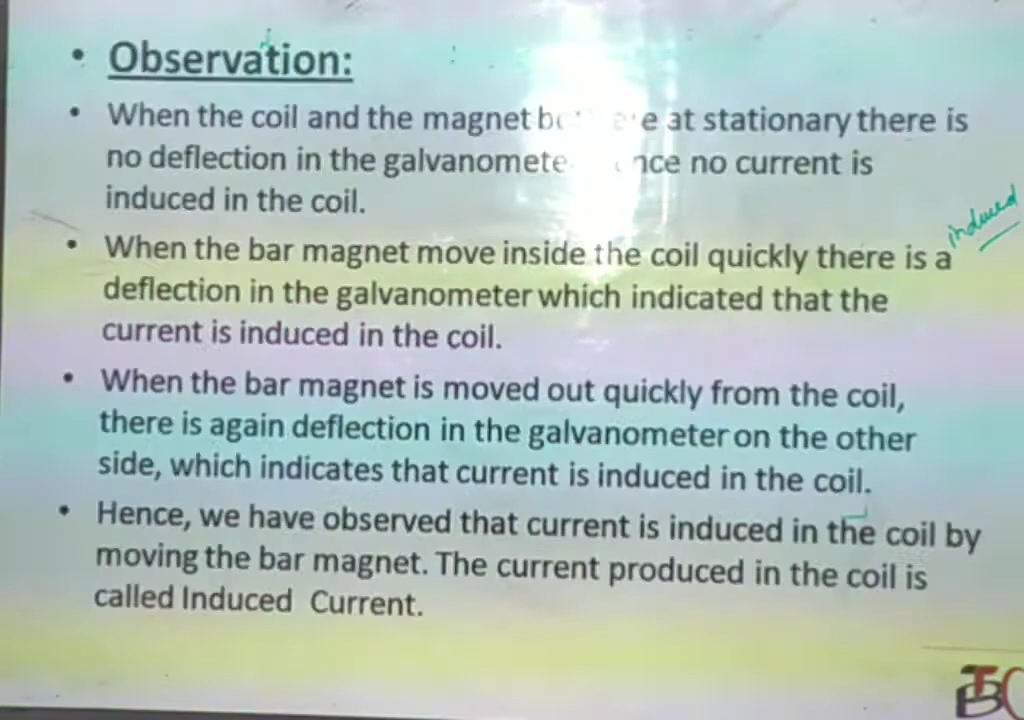 • Observation:
• When the coil and the magnet at stationary there is
no deflection in the no current is
induced in the coil.
induced
• When the bar magnet move inside the coil quickly there is a
deflection in the galvanometer which indicated that the
current is induced in the coil.
• When the bar magnet is moved out quickly from the coil,
there is again deflection in the galvanometer on the other
side, which indicates that current is induced in the coil.
• Hence, we have observed that current is induced in the coil by
moving the bar magnet. The current produced in the coil is
called Induced Current.